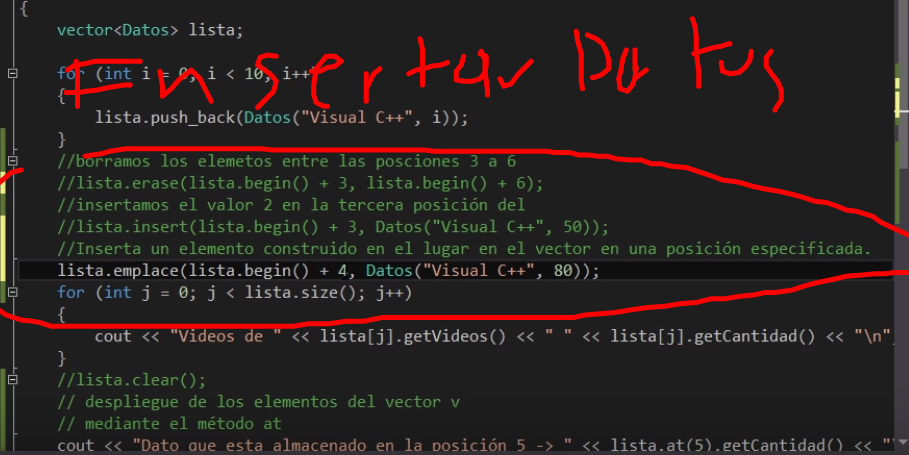 {
vector<Datos> lista;
Insertar Datos
for (int i = 0; i < 10; i++
{
lista.push_back(Datos("Visual C++", i));
}
//borramos los elemetos entre las posciones 3 a 6
//lista.erase(lista.begin() + 3, lista.begin() + 6);
//insertamos el valor 2 en la tercera posición del
//lista.insert(lista.begin() + 3, Datos("Visual C++", 50));
//Inserta un elemento construido en el lugar en el vector en una posición especificada.
lista.emplace(lista.begin() + 4, Datos("Visual C++", 80));
for (int j = 0; j < lista.size(); j++)
{
cout << "Videos de " << lista[j].getVideos() << " " << lista[j].getCantidad() << "\n"
}
//lista.clear();
// despliegue de los elementos del vector v
// mediante el método at
cout << "Dato que esta almacenado en la posición 5 -> " << lista.at(5).getCantidad() << "